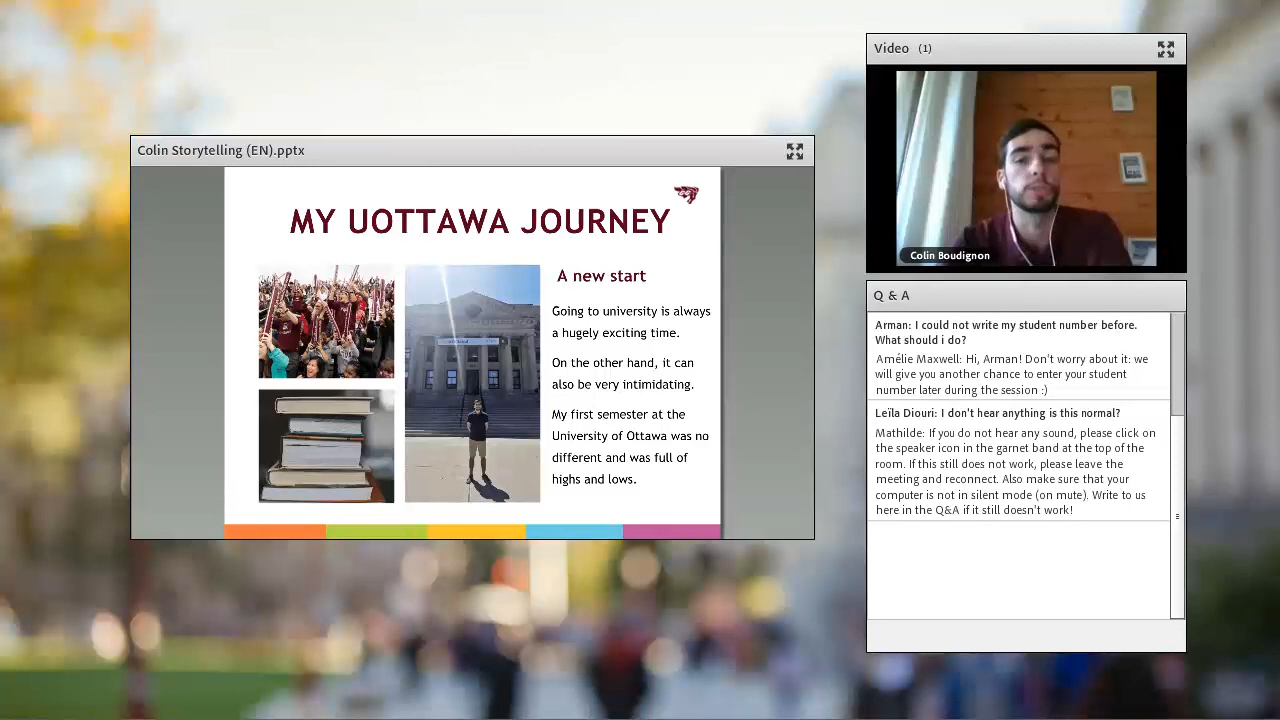 Colin Storytelling (EN).pptx
MY UOTTAWA JOURNEY
A new start
Going to university is always
a hugely exciting time.
On the other hand, it can
also be very intimidating.
My first semester at the
University of Ottawa was no
different and was full of
highs and lows.
Video (1)
Colin Boudignon
Q & A
Arman: I could not write my student number before.
What should i do?
Amélie Maxwell: Hi, Arman! Don't worry about it: we
will give you another chance to enter your student
number later during the session :)
Leïla Diouri: I don't hear anything is this normal?
Mathilde: If you do not hear any sound, please click on
the speaker icon in the garnet band at the top of the
room. If this still does not work, please leave the
meeting and reconnect. Also make sure that your
computer is not in silent mode (on mute). Write to us
here in the Q&A if it still doesn't work!